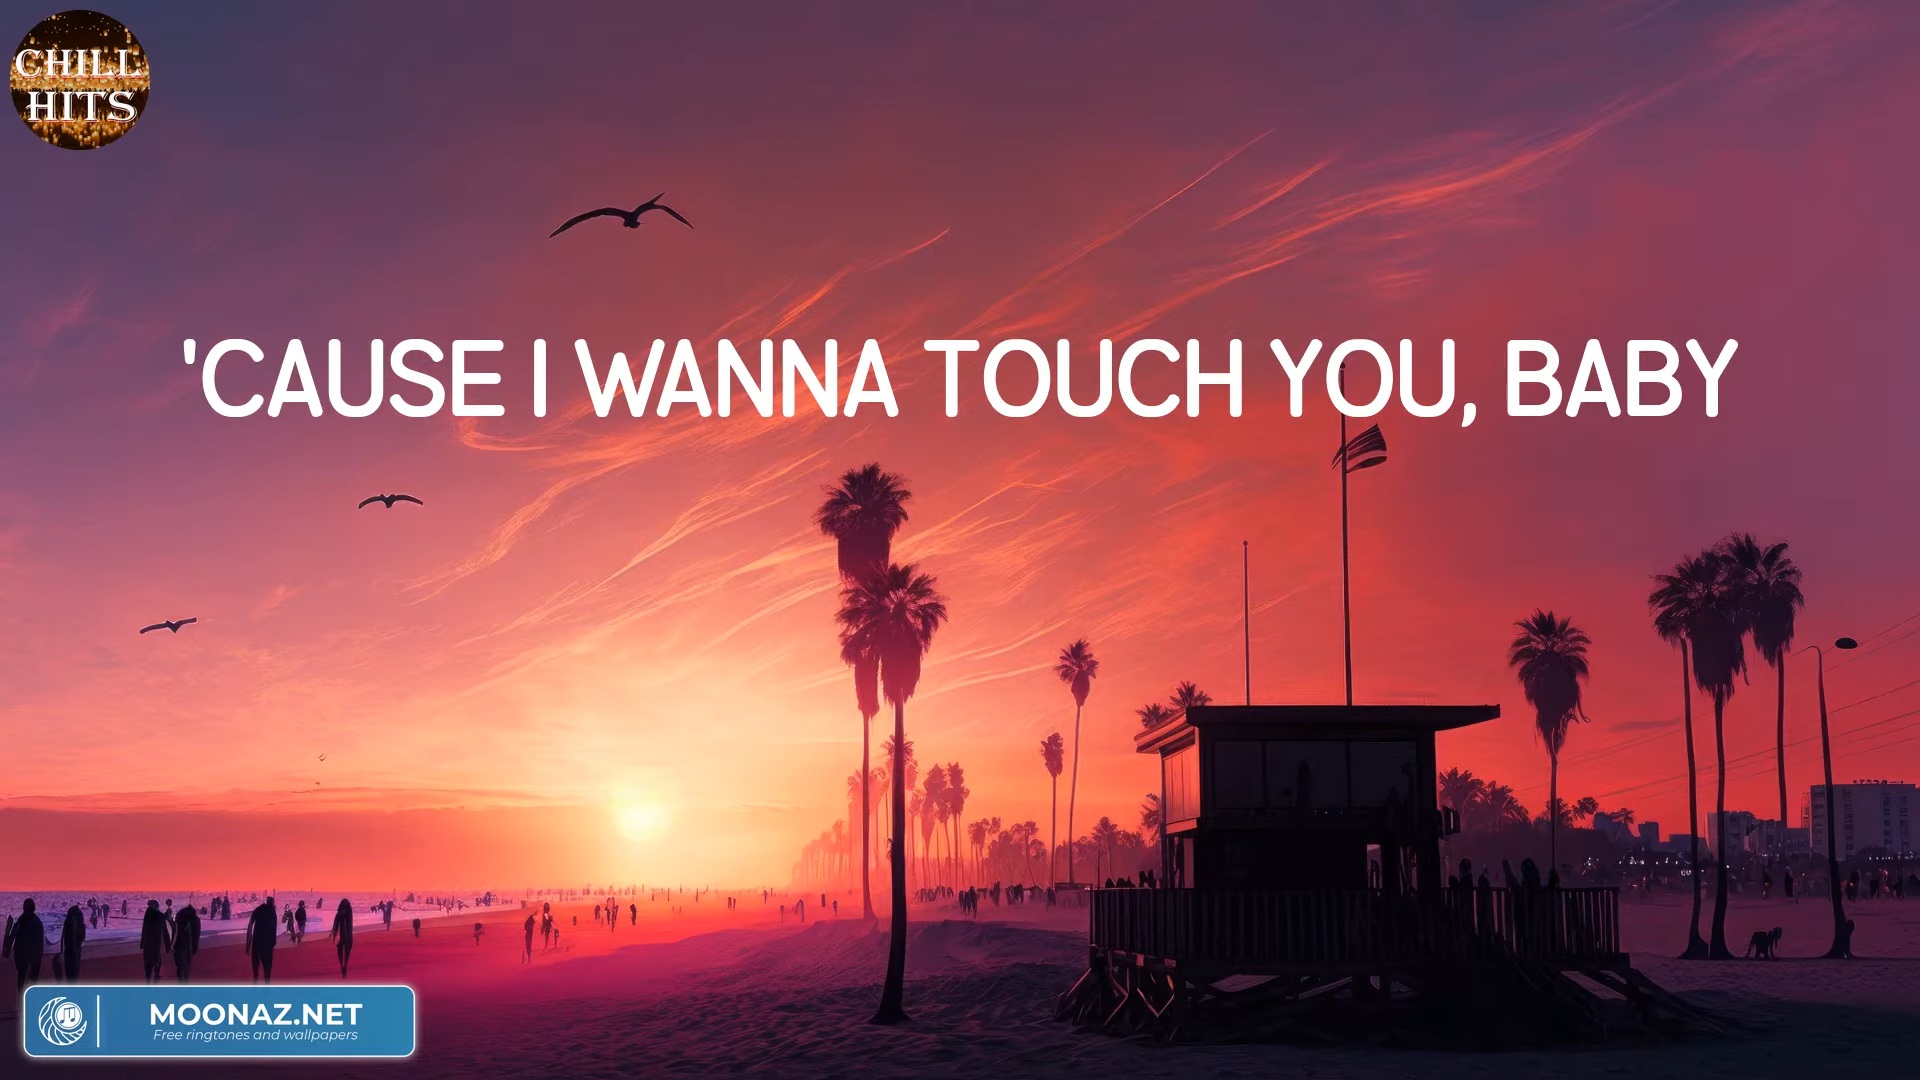 CHILL
HITS
'CAUSE I WANNA TOUCH YOU, BABY
MOONAZ.NET
Free ringtones and wallpapers